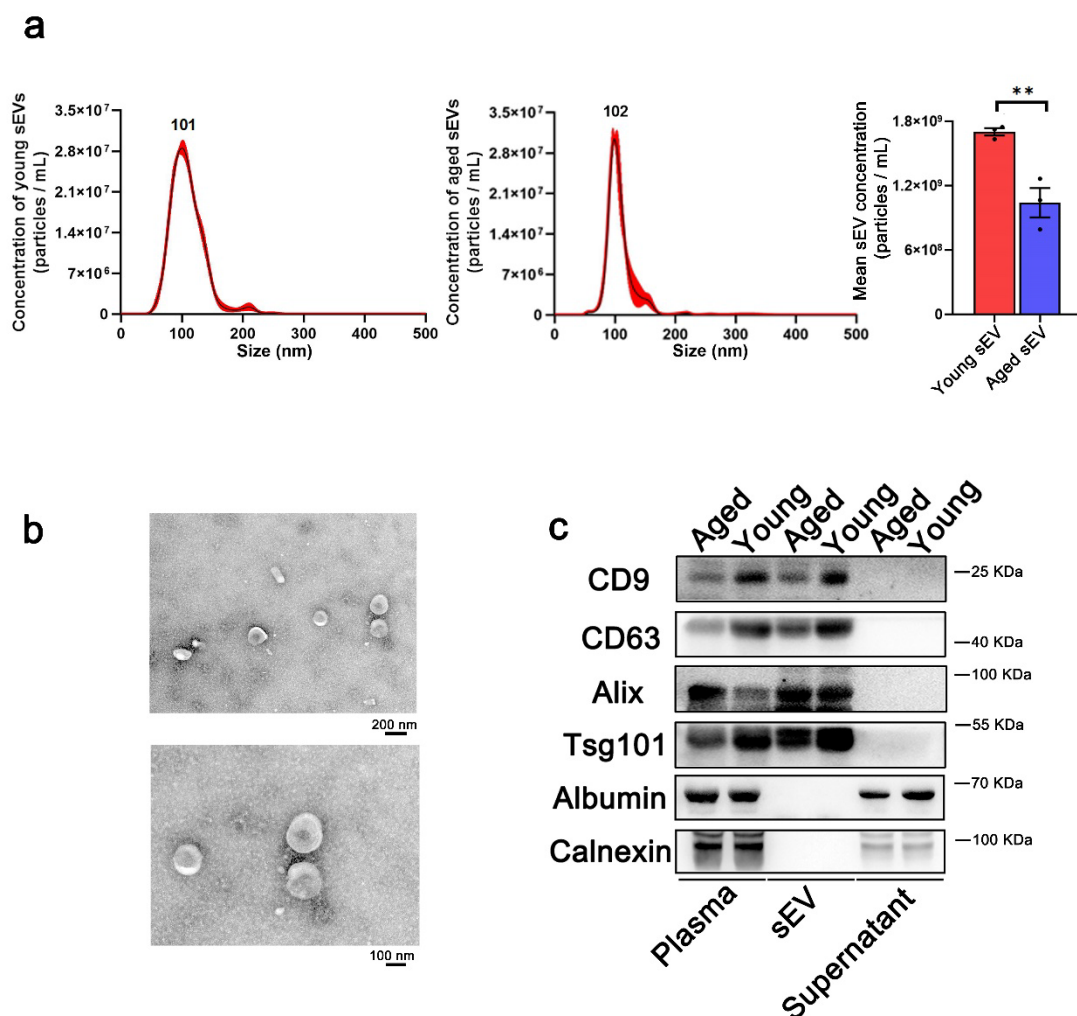 a
Concentration of young sEVs
(particles / mL)
3.5×10⁷
2.8×10⁷
2.1×10⁷
1.4×10⁷
7×10⁶
0
101
0 100 200 300 400 500
Size (nm)
Concentration of aged sEVs
(particles / mL)
3.5×10⁷
2.8×10⁷
2.1×10⁷
1.4×10⁷
7×10⁶
0
102
0 100 200 300 400 500
Size (nm)
Mean sEV concentration
(particles / mL)
1.8×10⁹
1.2×10⁹
6×10⁸
0
**
Young sEV
Aged sEV
b
200 nm
100 nm
c
Aged Young Aged Young Aged Young
CD9 25 KDa
CD63 40 KDa
Alix 100 KDa
Tsg101 55 KDa
Albumin 70 KDa
Calnexin 100 KDa
Plasma sEV Supernatant